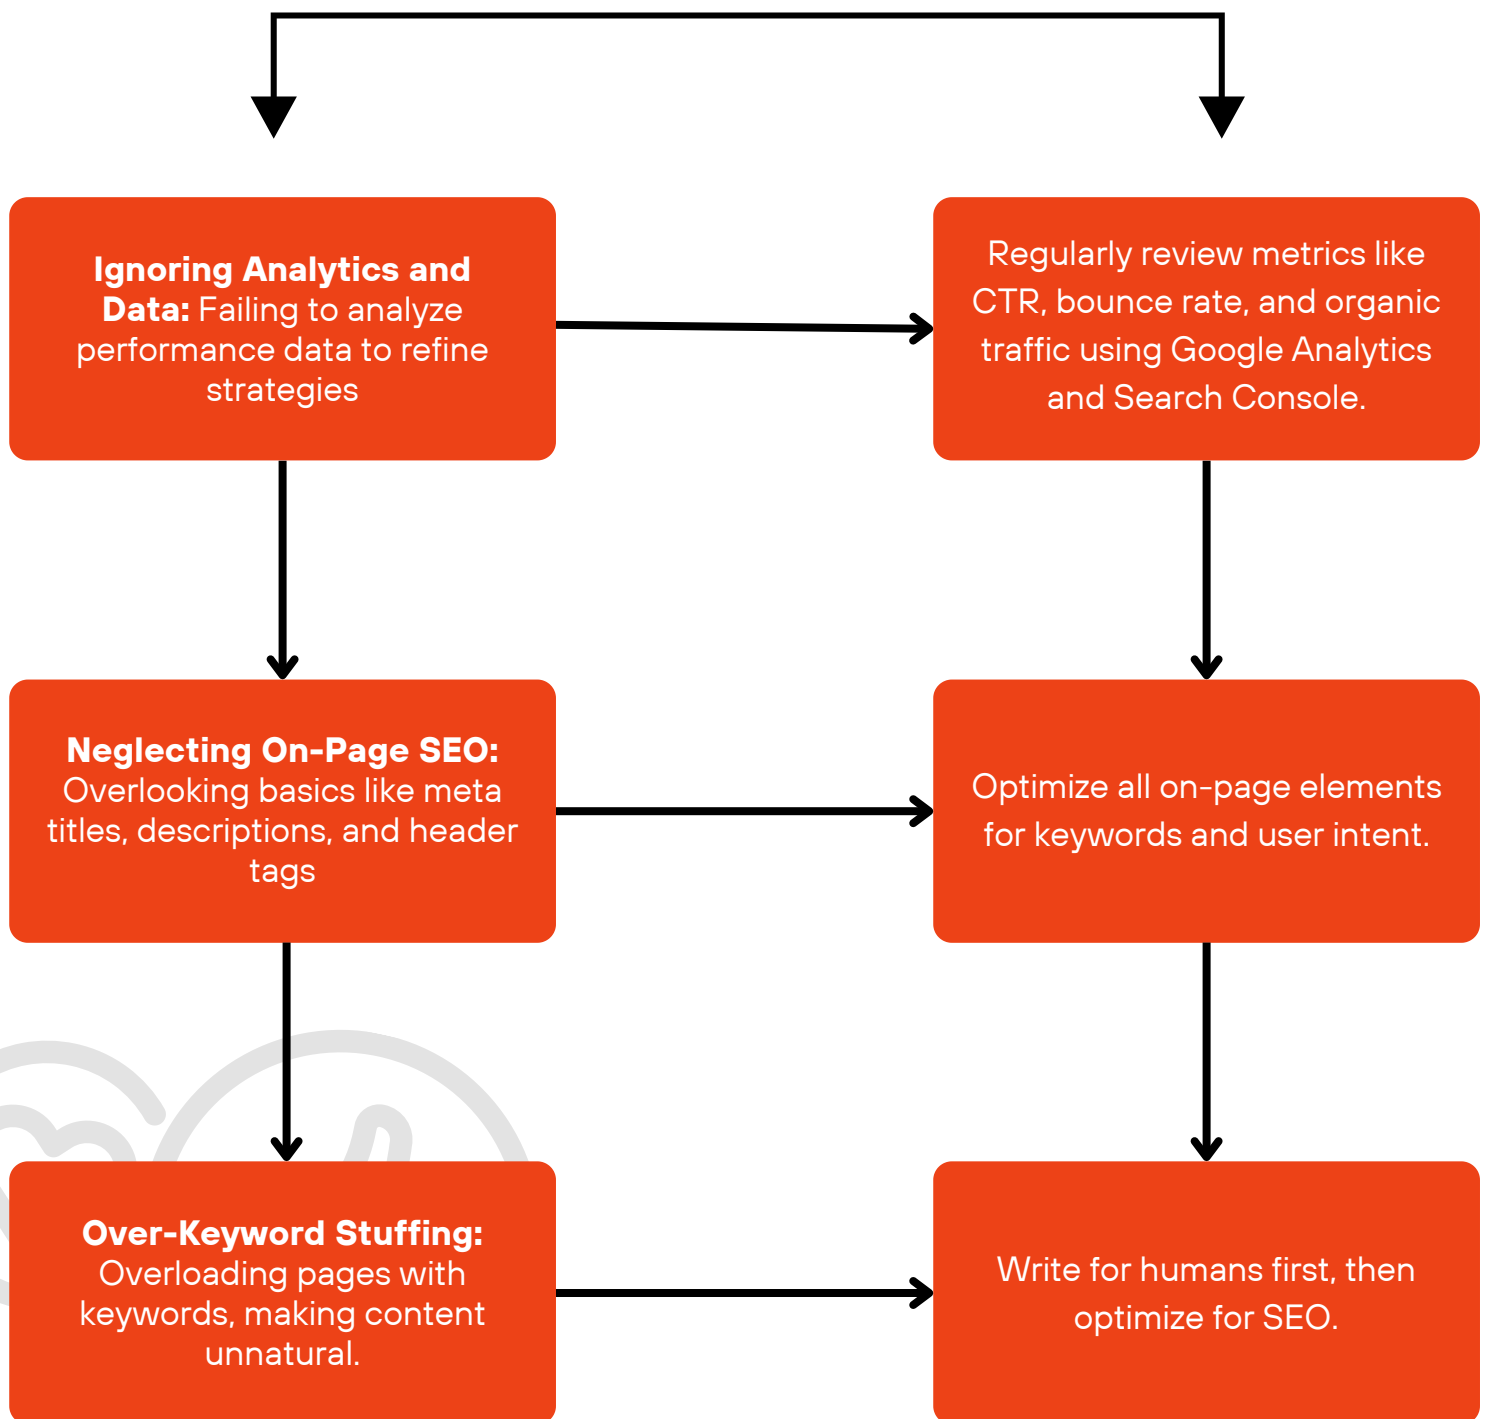 Ignoring Analytics and
Data: Failing to analyze
performance data to refine
strategies
Regularly review metrics like
CTR, bounce rate, and organic
traffic using Google Analytics
and Search Console.
Neglecting On-Page SEO:
Overlooking basics like meta
titles, descriptions, and header
tags
Optimize all on-page elements
for keywords and user intent.
Over-Keyword Stuffing:
Overloading pages with
keywords, making content
unnatural.
Write for humans first, then
optimize for SEO.